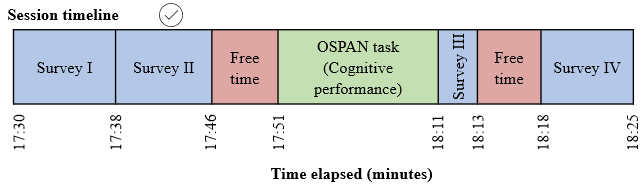 Session timeline
Survey I
Survey II
Free
time
OSPAN task
(Cognitive
performance)
Survey III
Free
time
Survey IV
17:30
17:38
17:46
17:51
18:11
18:13
18:18
18:25
Time elapsed (minutes)